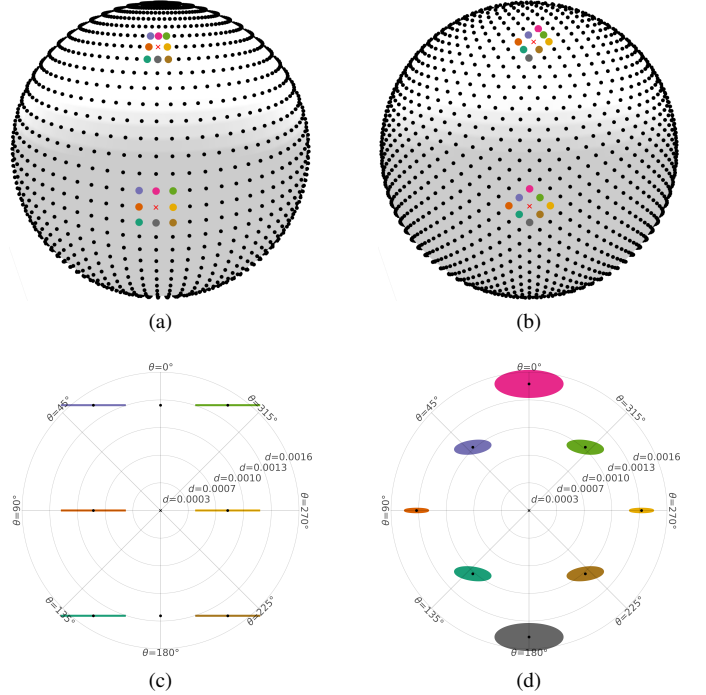 (a)
(b)
θ=0°
θ=45°
θ=315°
d=0.0016
d=0.0013
d=0.0010
d=0.0007
d=0.0003
θ=90°
θ=270°
θ=135°
θ=225°
θ=180°
(c)
θ=0°
θ=45°
θ=315°
d=0.0016
d=0.0013
d=0.0010
d=0.0007
d=0.0003
θ=90°
θ=270°
θ=135°
θ=225°
θ=180°
(d)